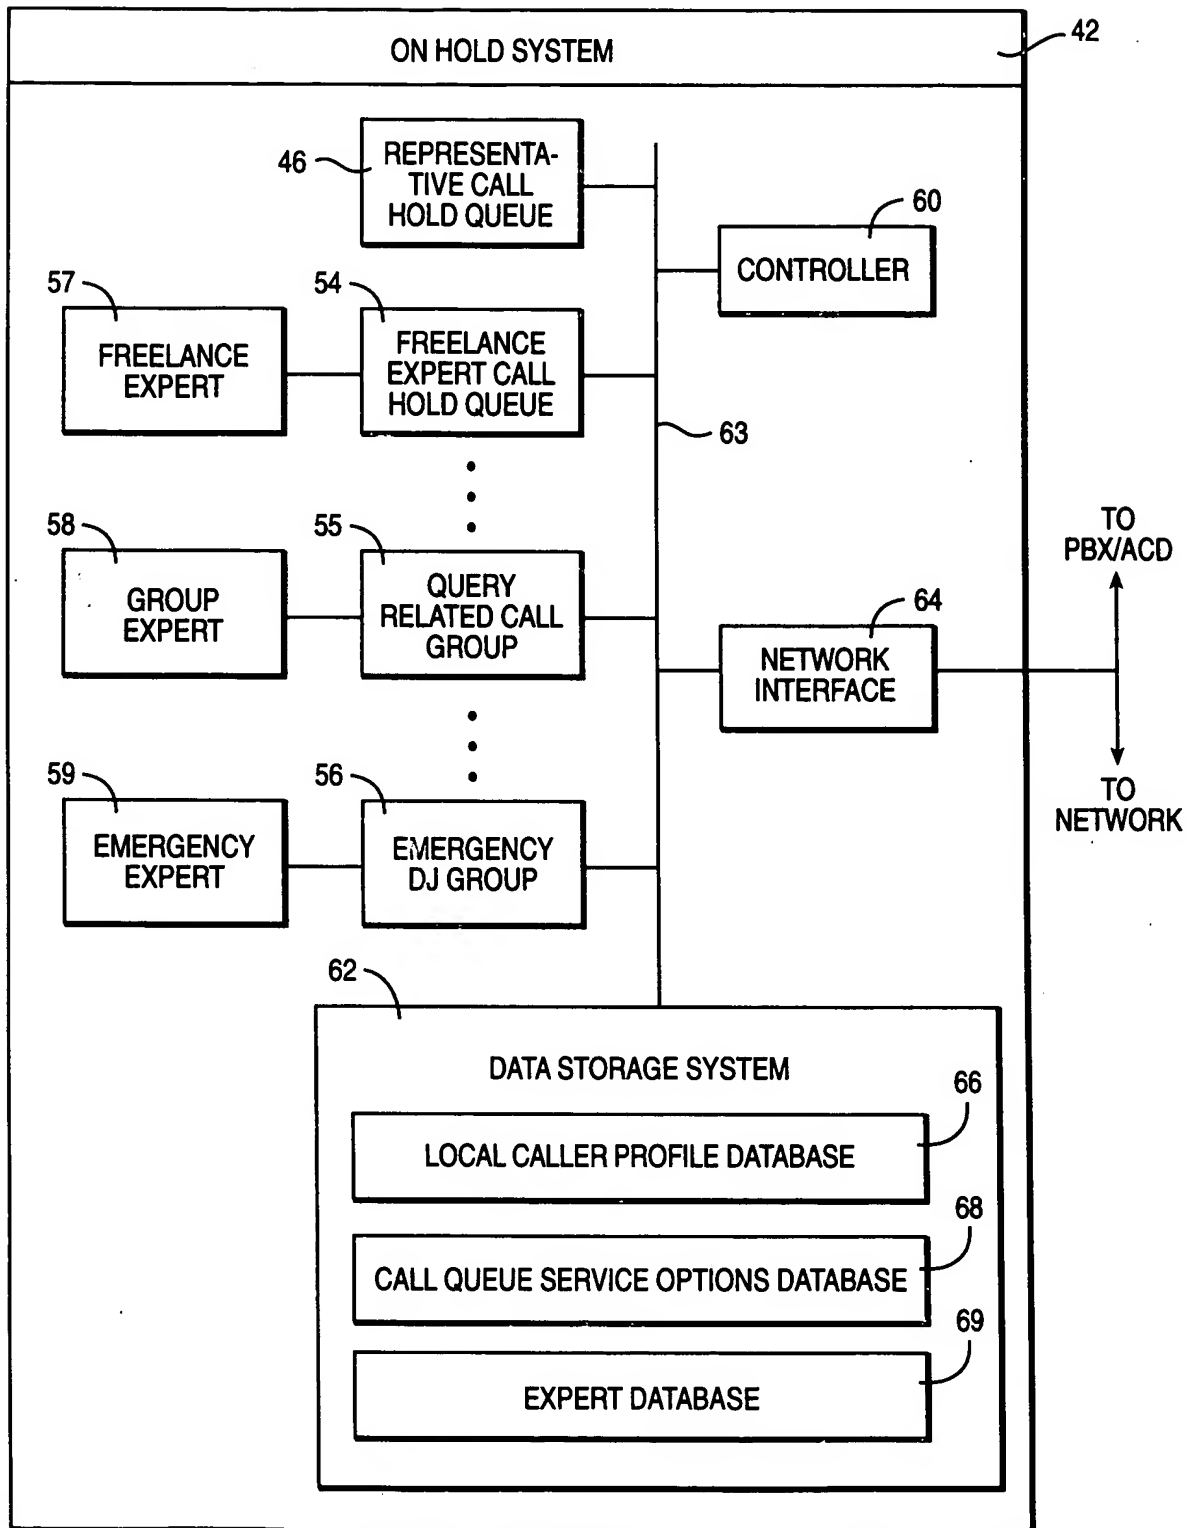 ON HOLD SYSTEM
42
46
REPRESENTA-
TIVE CALL
HOLD QUEUE
60
CONTROLLER
57
FREELANCE
EXPERT
54
FREELANCE
EXPERT CALL
HOLD QUEUE
63
58
GROUP
EXPERT
55
QUERY
RELATED CALL
GROUP
TO
PBX/ACD
64
NETWORK
INTERFACE
TO
NETWORK
59
EMERGENCY
EXPERT
56
EMERGENCY
DJ GROUP
62
DATA STORAGE SYSTEM
66
LOCAL CALLER PROFILE DATABASE
68
CALL QUEUE SERVICE OPTIONS DATABASE
69
EXPERT DATABASE